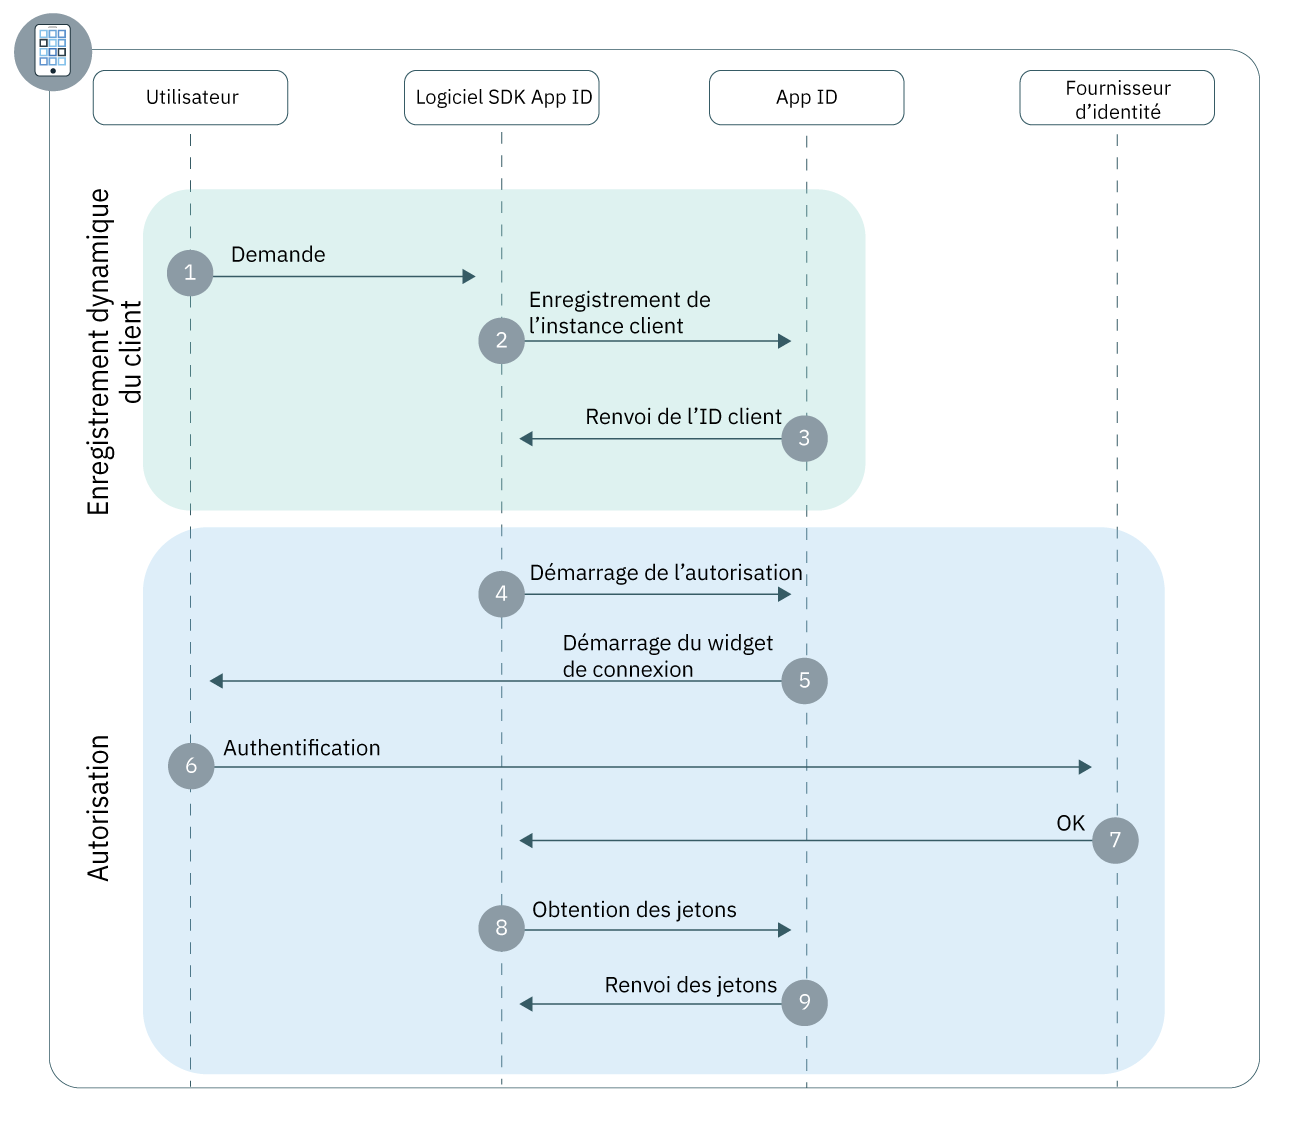 Utilisateur
Logiciel SDK App ID
App ID
Fournisseur
d’identité
Enregistrement dynamique
du client
1
Demande
Enregistrement de
l’instance client
2
Renvoi de l’ID client
3
Autorisation
Démarrage de l’autorisation
4
Démarrage du widget
de connexion
5
Authentification
6
OK
7
Obtention des jetons
8
Renvoi des jetons
9